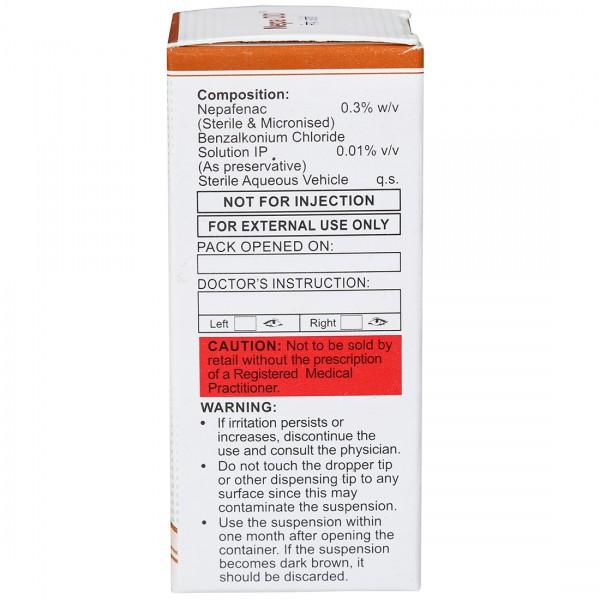 Composition:
Nepafenac 0.3% w/v
(Sterile & Micronised)
Benzalkonium Chloride
Solution IP 0.01% v/v
(As preservative)
Sterile Aqueous Vehicle q.s.
NOT FOR INJECTION
FOR EXTERNAL USE ONLY
PACK OPENED ON:
DOCTOR'S INSTRUCTION:
Left Right
CAUTION: Not to be sold by
retail without the prescription
of a Registered Medical
Practitioner.
WARNING:
• If irritation persists or
increases, discontinue the
use and consult the physician.
• Do not touch the dropper tip
or other dispensing tip to any
surface since this may
contaminate the suspension.
• Use the suspension within
one month after opening the
container. If the suspension
becomes dark brown, it
should be discarded.